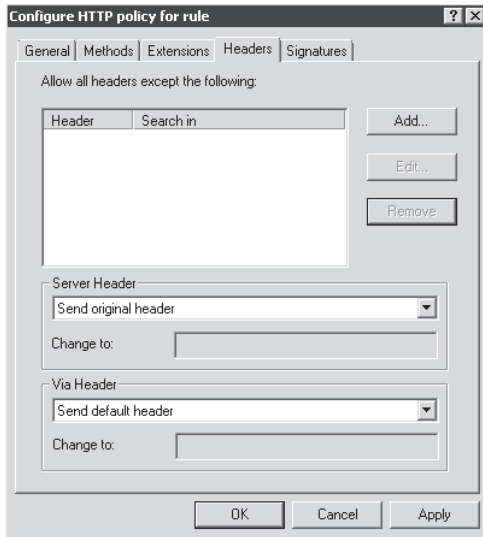 Configure HTTP policy for rule
General Methods Extensions Headers Signatures
Allow all headers except the following:
Header Search in
Add...
Edit...
Remove
Server Header
Send original header
Change to:
Via Header
Send default header
Change to:
OK Cancel Apply